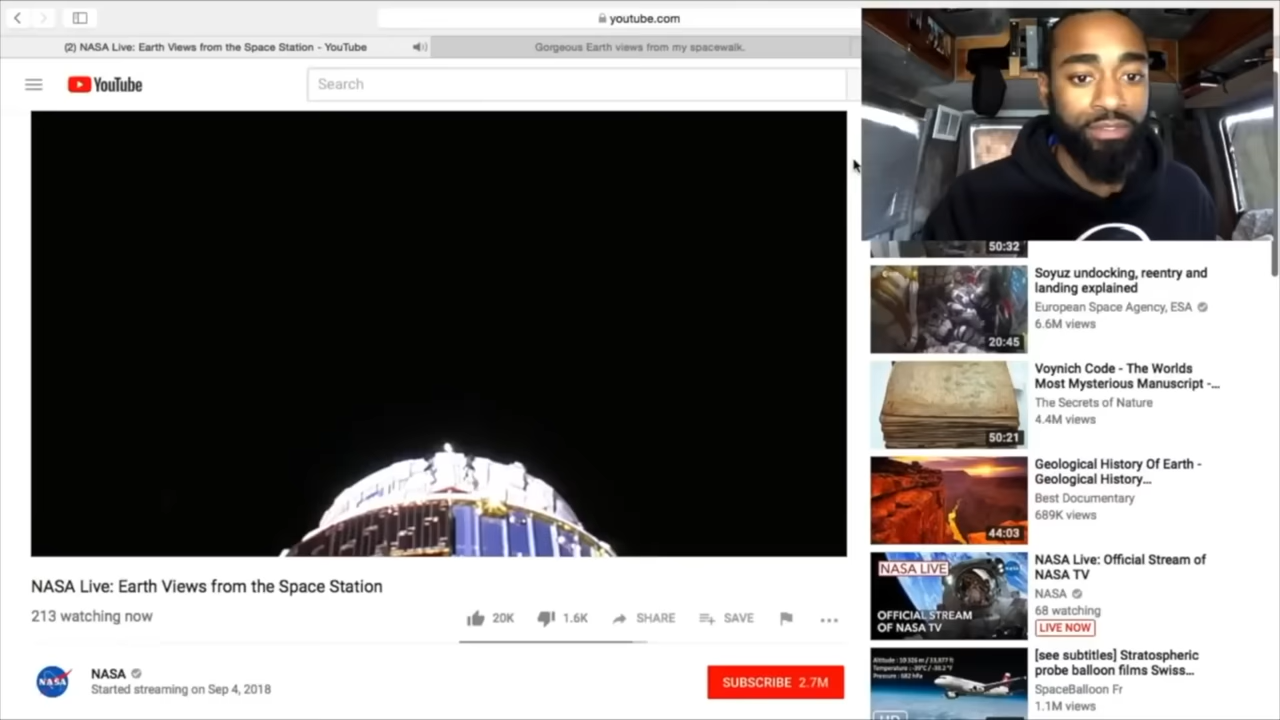 youtube.com
(2) NASA Live: Earth Views from the Space Station - YouTube
Gorgeous Earth views from my spacewalk.
YouTube
Search
NASA Live: Earth Views from the Space Station
213 watching now
20K
1.6K
SHARE
SAVE
NASA
NASA
Started streaming on Sep 4, 2018
SUBSCRIBE 2.7M
50:32
20:45
Soyuz undocking, reentry and
landing explained
European Space Agency, ESA
6.6M views
50:21
Voynich Code - The Worlds
Most Mysterious Manuscript -...
The Secrets of Nature
4.4M views
44:03
Geological History Of Earth -
Geological History...
Best Documentary
689K views
NASA LIVE
OFFICIAL STREAM
OF NASA TV
NASA Live: Official Stream of
NASA TV
NASA
68 watching
LIVE NOW
[see subtitles] Stratospheric
probe balloon films Swiss...
SpaceBalloon Fr
1.1M views